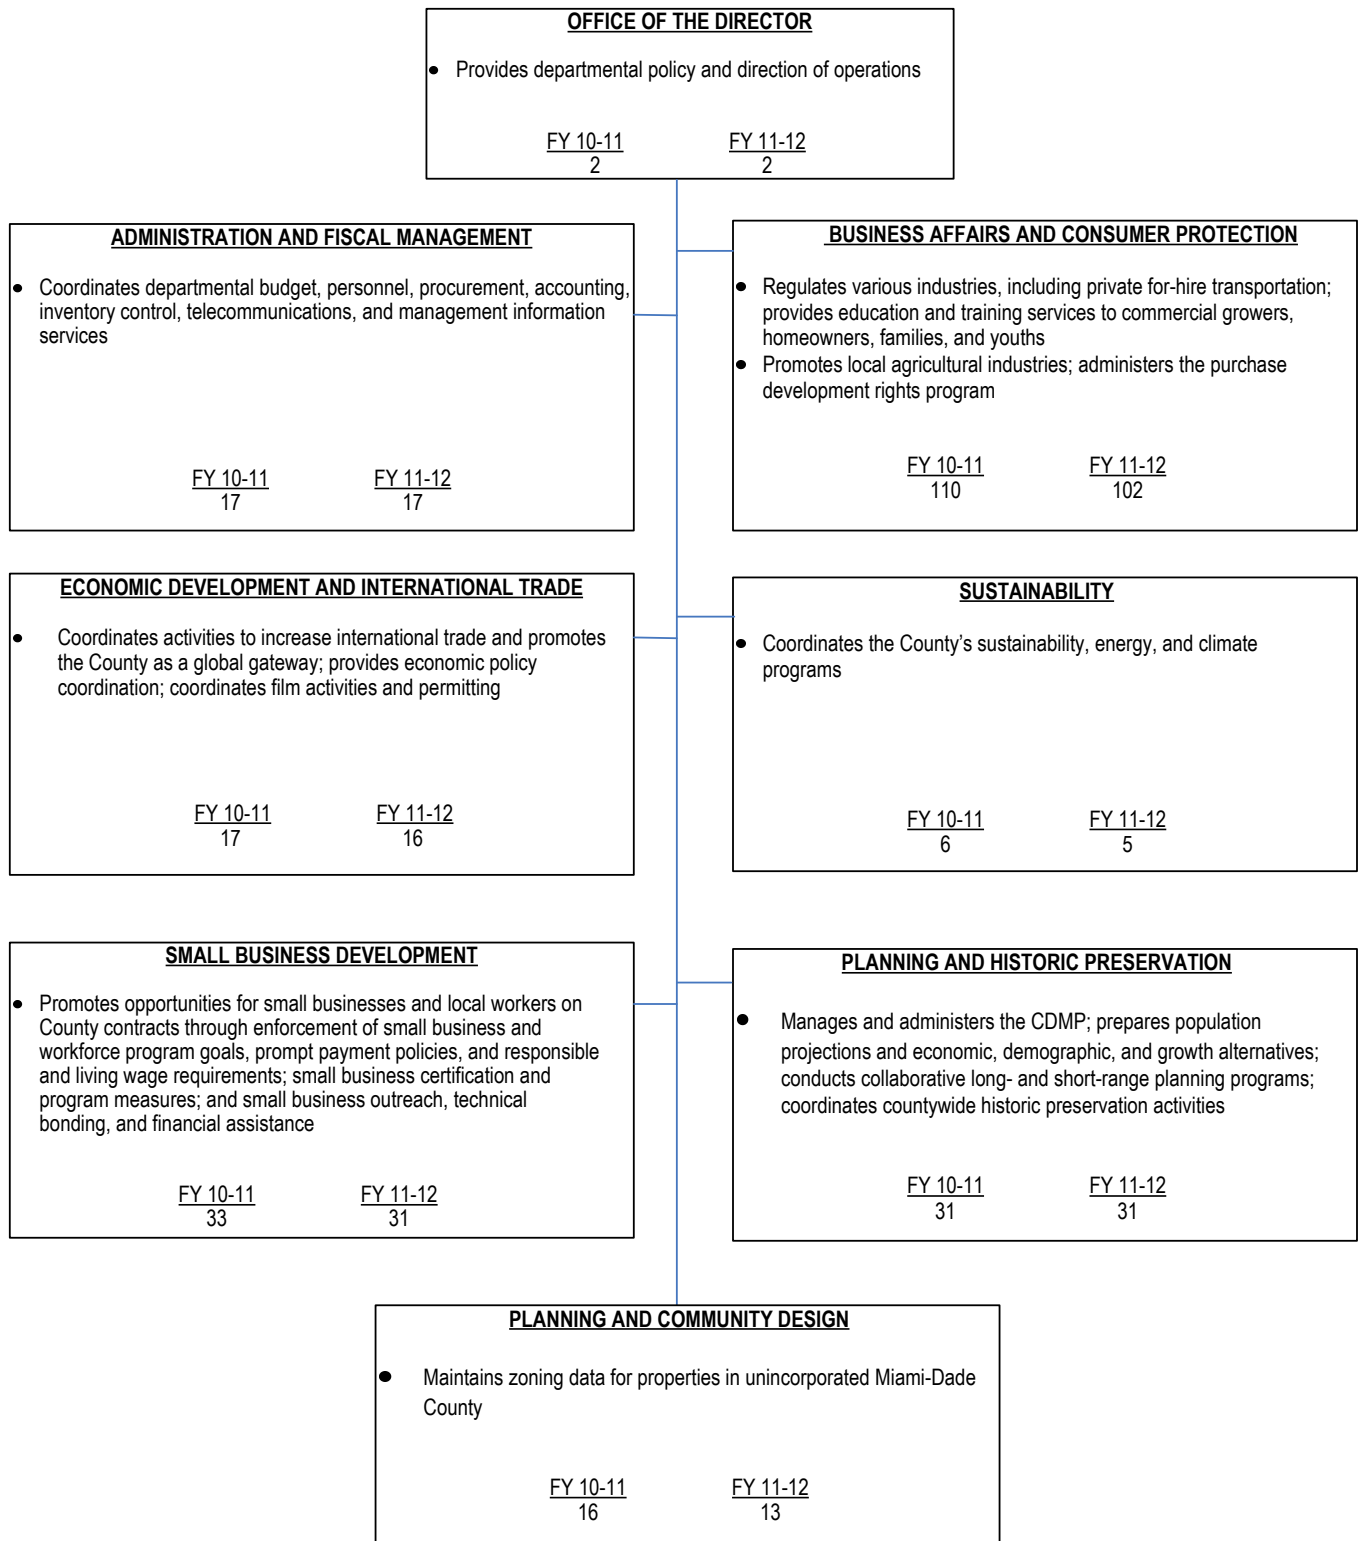 OFFICE OF THE DIRECTOR
● Provides departmental policy and direction of operations
FY 10-11 FY 11-12
2 2
ADMINISTRATION AND FISCAL MANAGEMENT
● Coordinates departmental budget, personnel, procurement, accounting,
inventory control, telecommunications, and management information
services
FY 10-11 FY 11-12
17 17
BUSINESS AFFAIRS AND CONSUMER PROTECTION
● Regulates various industries, including private for-hire transportation;
provides education and training services to commercial growers,
homeowners, families, and youths
● Promotes local agricultural industries; administers the purchase
development rights program
FY 10-11 FY 11-12
110 102
ECONOMIC DEVELOPMENT AND INTERNATIONAL TRADE
● Coordinates activities to increase international trade and promotes
the County as a global gateway; provides economic policy
coordination; coordinates film activities and permitting
FY 10-11 FY 11-12
17 16
SUSTAINABILITY
● Coordinates the County’s sustainability, energy, and climate
programs
FY 10-11 FY 11-12
6 5
SMALL BUSINESS DEVELOPMENT
● Promotes opportunities for small businesses and local workers on
County contracts through enforcement of small business and
workforce program goals, prompt payment policies, and responsible
and living wage requirements; small business certification and
program measures; and small business outreach, technical
bonding, and financial assistance
FY 10-11 FY 11-12
33 31
PLANNING AND HISTORIC PRESERVATION
● Manages and administers the CDMP; prepares population
projections and economic, demographic, and growth alternatives;
conducts collaborative long- and short-range planning programs;
coordinates countywide historic preservation activities
FY 10-11 FY 11-12
31 31
PLANNING AND COMMUNITY DESIGN
● Maintains zoning data for properties in unincorporated Miami-Dade
County
FY 10-11 FY 11-12
16 13